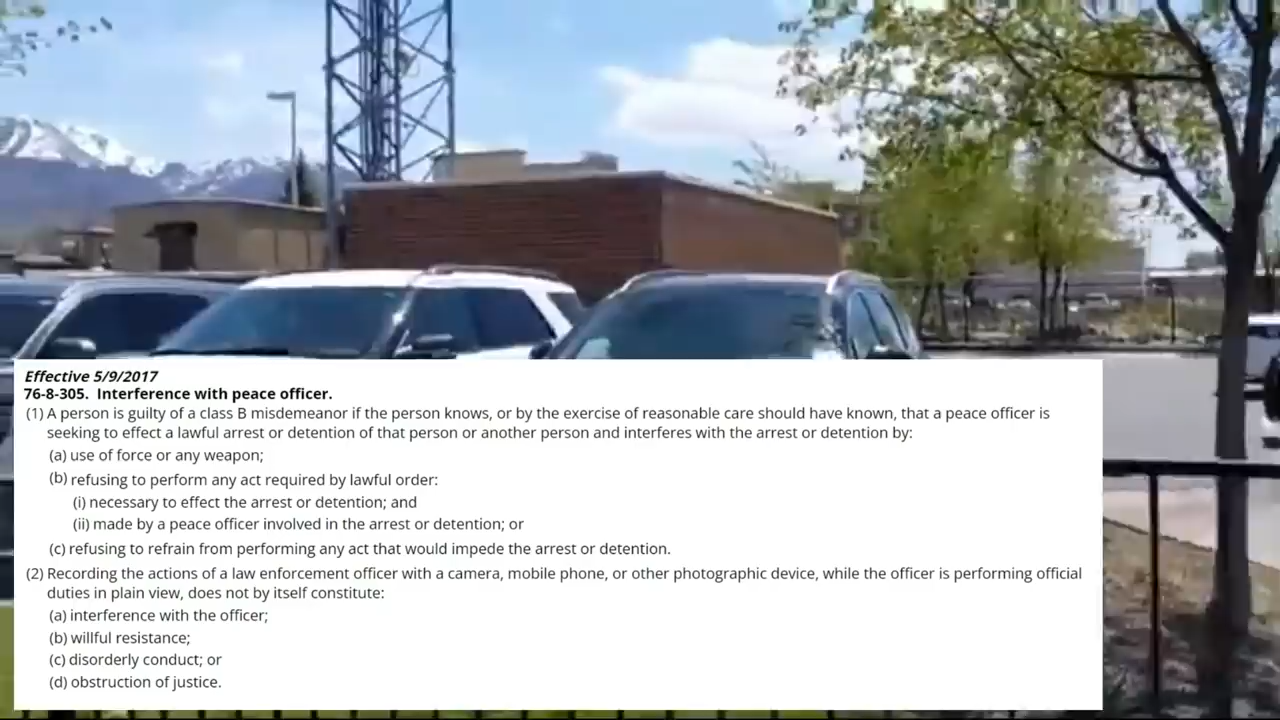 Effective 5/9/2017
76-8-305. Interference with peace officer.
(1) A person is guilty of a class B misdemeanor if the person knows, or by the exercise of reasonable care should have known, that a peace officer is
seeking to effect a lawful arrest or detention of that person or another person and interferes with the arrest or detention by:
(a) use of force or any weapon;
(b) refusing to perform any act required by lawful order:
(i) necessary to effect the arrest or detention; and
(ii) made by a peace officer involved in the arrest or detention; or
(c) refusing to refrain from performing any act that would impede the arrest or detention.
(2) Recording the actions of a law enforcement officer with a camera, mobile phone, or other photographic device, while the officer is performing official
duties in plain view, does not by itself constitute:
(a) interference with the officer;
(b) willful resistance;
(c) disorderly conduct; or
(d) obstruction of justice.